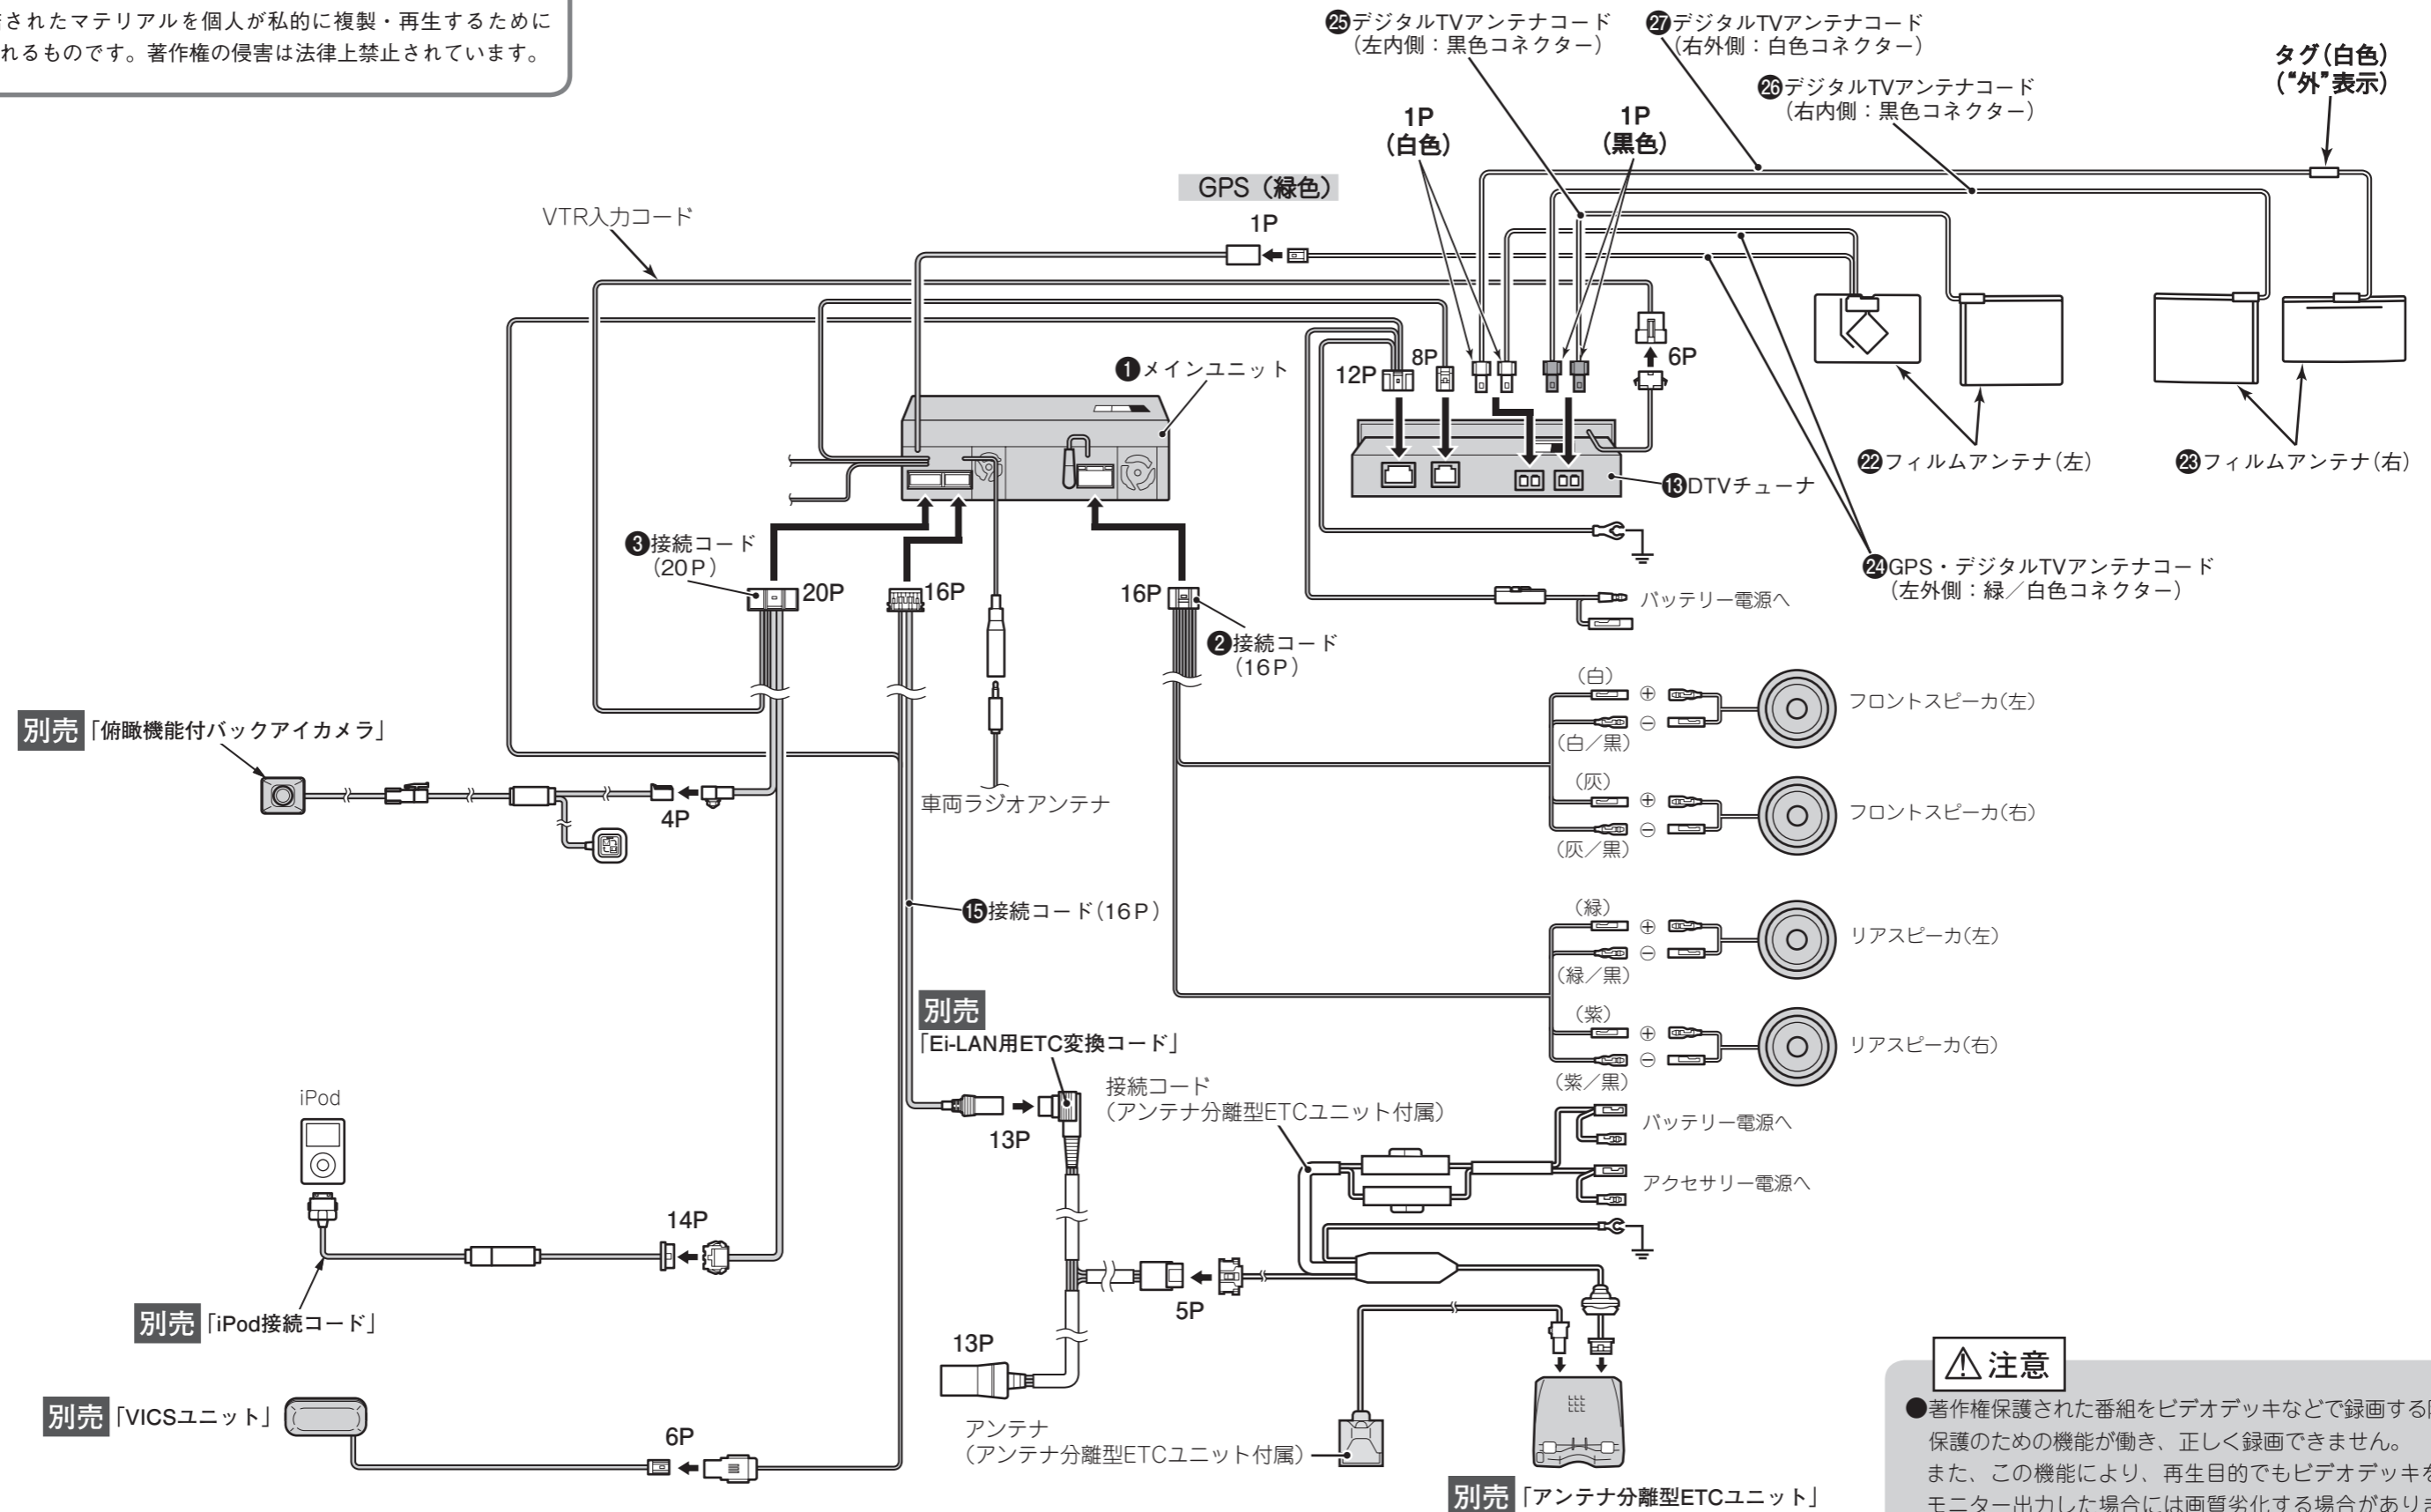 されたマテリアルを個人が私的に複製・再生するために
れるものです。著作権の侵害は法律上禁止されています。
㉕デジタルTVアンテナコード
(左内側：黒色コネクター)
㉗デジタルTVアンテナコード
(右外側：白色コネクター)
タグ(白色)
(“外”表示)
㉖デジタルTVアンテナコード
(右内側：黒色コネクター)
1P
(白色)
1P
(黒色)
GPS (緑色)
1P
VTR入力コード
❶メインユニット
12P
8P
6P
㉒フィルムアンテナ(左)
㉓フィルムアンテナ(右)
⓭DTVチューナ
❸接続コード
(20P)
20P
16P
16P
❷接続コード
(16P)
㉔GPS・デジタルTVアンテナコード
(左外側：緑／白色コネクター)
バッテリー電源へ
(白)
⊕
⊖
(白／黒)
フロントスピーカ(左)
別売「俯瞰機能付バックアイカメラ」
4P
車両ラジオアンテナ
(灰)
⊕
⊖
(灰／黒)
フロントスピーカ(右)
⓯接続コード(16P)
(緑)
⊕
⊖
(緑／黒)
リアスピーカ(左)
別売
「Ei-LAN用ETC変換コード」
(紫)
⊕
⊖
(紫／黒)
リアスピーカ(右)
接続コード
(アンテナ分離型ETCユニット付属)
iPod
13P
バッテリー電源へ
アクセサリー電源へ
14P
別売「iPod接続コード」
5P
13P
別売「VICSユニット」
6P
アンテナ
(アンテナ分離型ETCユニット付属)
別売「アンテナ分離型ETCユニット」
⚠注意
●著作権保護された番組をビデオデッキなどで録画する
保護のための機能が働き、正しく録画できません。
また、この機能により、再生目的でもビデオデッキを
モニター出力した場合には画質劣化する場合があり